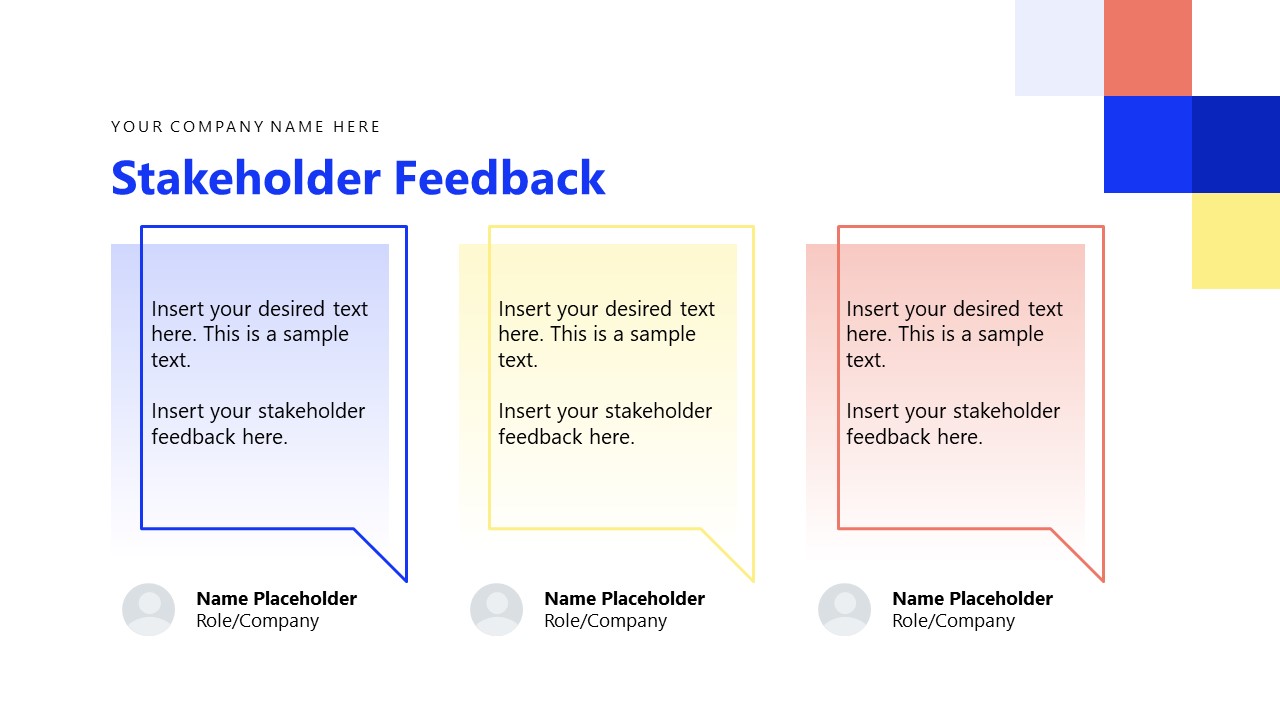 YOUR COMPANY NAME HERE
Stakeholder Feedback
Insert your desired text
here. This is a sample
text.
Insert your stakeholder
feedback here.
Name Placeholder
Role/Company
Insert your desired text
here. This is a sample
text.
Insert your stakeholder
feedback here.
Name Placeholder
Role/Company
Insert your desired text
here. This is a sample
text.
Insert your stakeholder
feedback here.
Name Placeholder
Role/Company